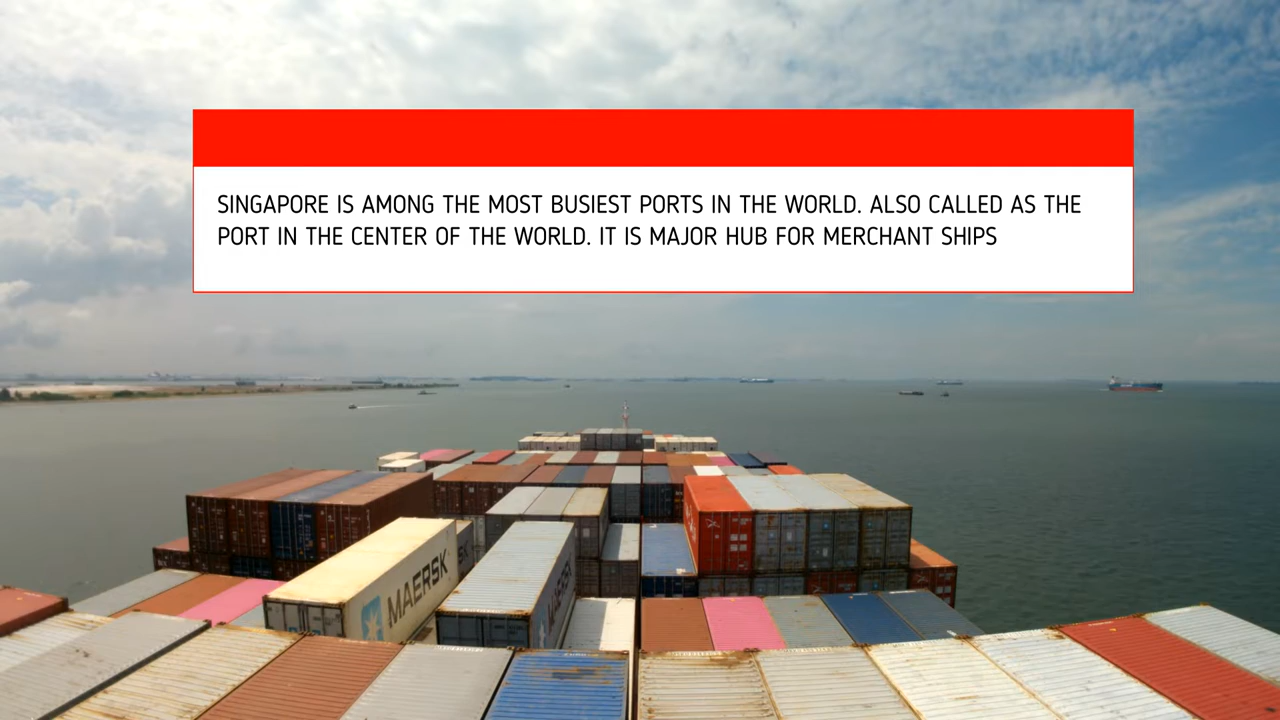 SINGAPORE IS AMONG THE MOST BUSIEST PORTS IN THE WORLD. ALSO CALLED AS THE
PORT IN THE CENTER OF THE WORLD. IT IS MAJOR HUB FOR MERCHANT SHIPS
MAERSK
MAERSK